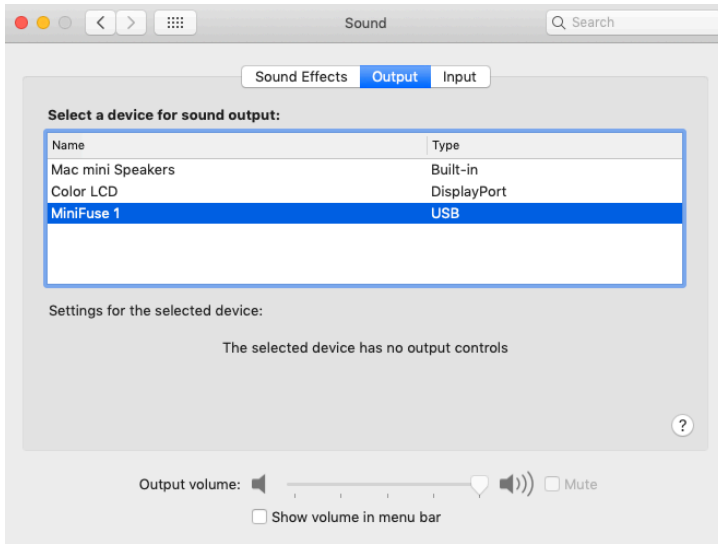 Sound
Search
Sound Effects Output Input
Select a device for sound output:
Name Type
Mac mini Speakers Built-in
Color LCD DisplayPort
MiniFuse 1 USB
Settings for the selected device:
The selected device has no output controls
?
Output volume: Mute
Show volume in menu bar